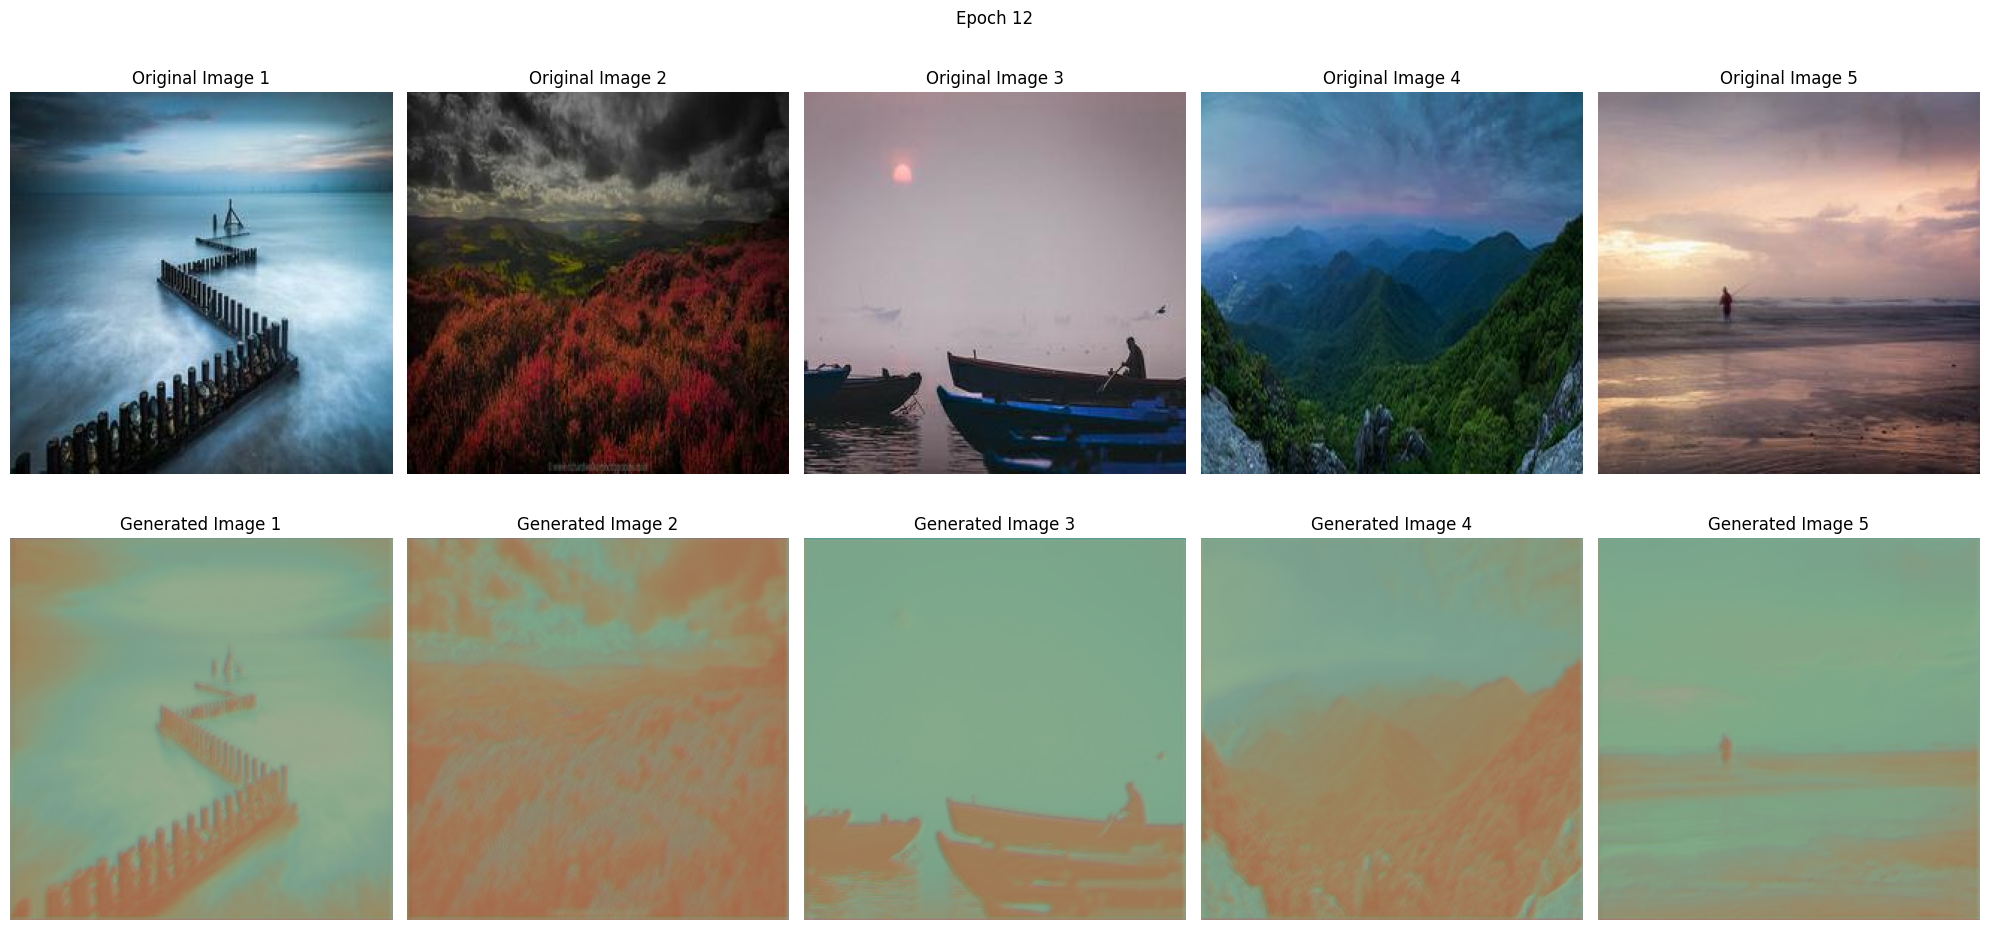 Epoch 12
Original Image 1
Original Image 2
Original Image 3
Original Image 4
Original Image 5
Generated Image 1
Generated Image 2
Generated Image 3
Generated Image 4
Generated Image 5